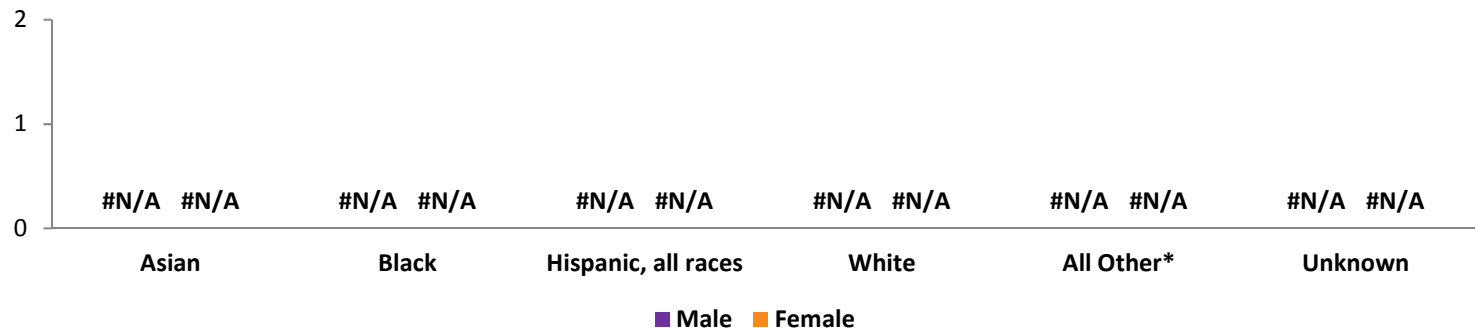 2
1
0
#N/A #N/A #N/A #N/A #N/A #N/A #N/A #N/A #N/A #N/A #N/A #N/A
Asian Black Hispanic, all races White All Other* Unknown
Male Female